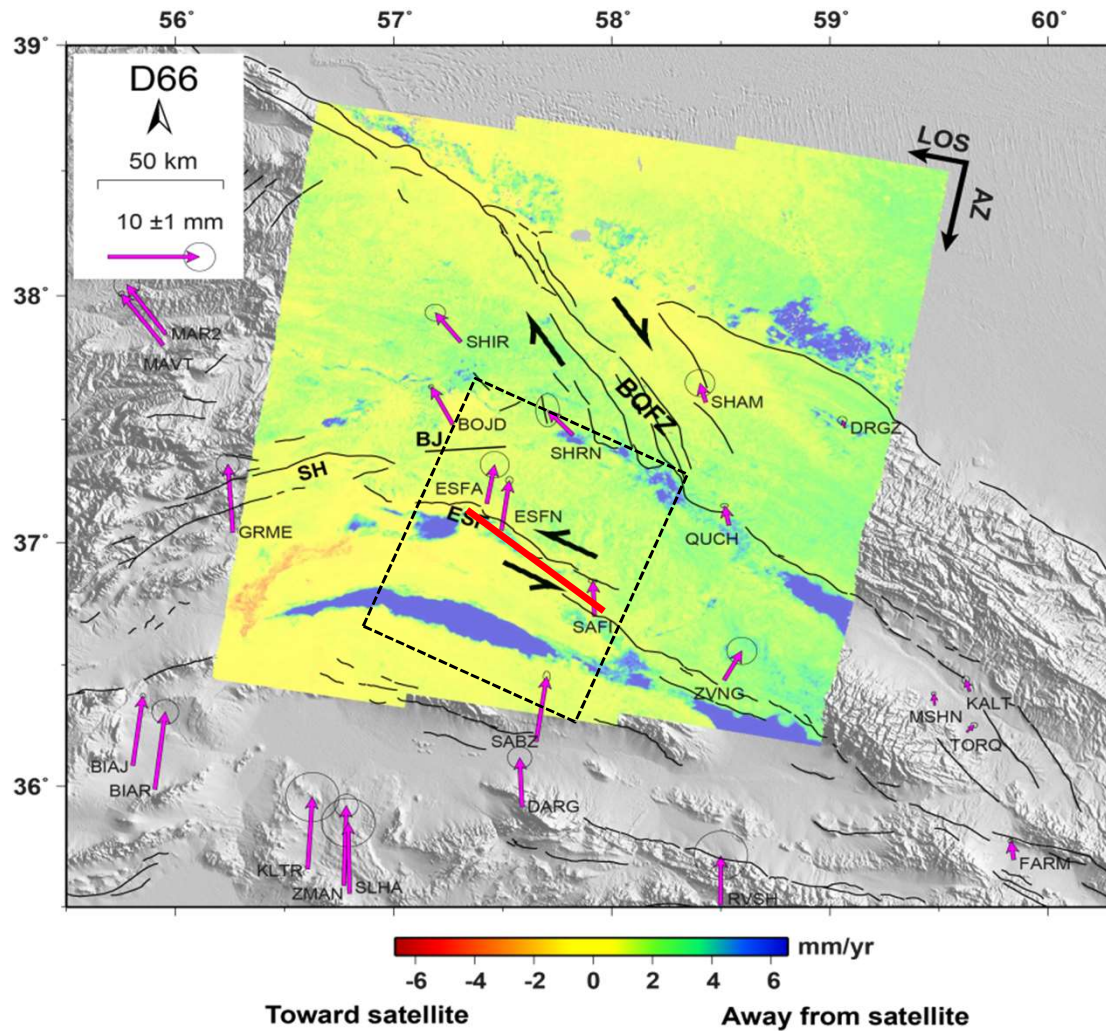 56°
57°
58°
59°
60°
39°
D66
50 km
10 ±1 mm
LOS
AZ
38°
MAR2
MAVT
SHIR
BQFZ
SHAM
DRGZ
BOJD
SHRN
BJ
SH
ESFA
ESFN
GRME
QUCH
37°
SAFI
ZVNG
KALT
MSHN
TORQ
SABZ
BIAJ
BIAR
36°
DARG
KLTR
ZMAN
SLHA
RVSH
FARM
mm/yr
-6 -4 -2 0 2 4 6
Toward satellite Away from satellite